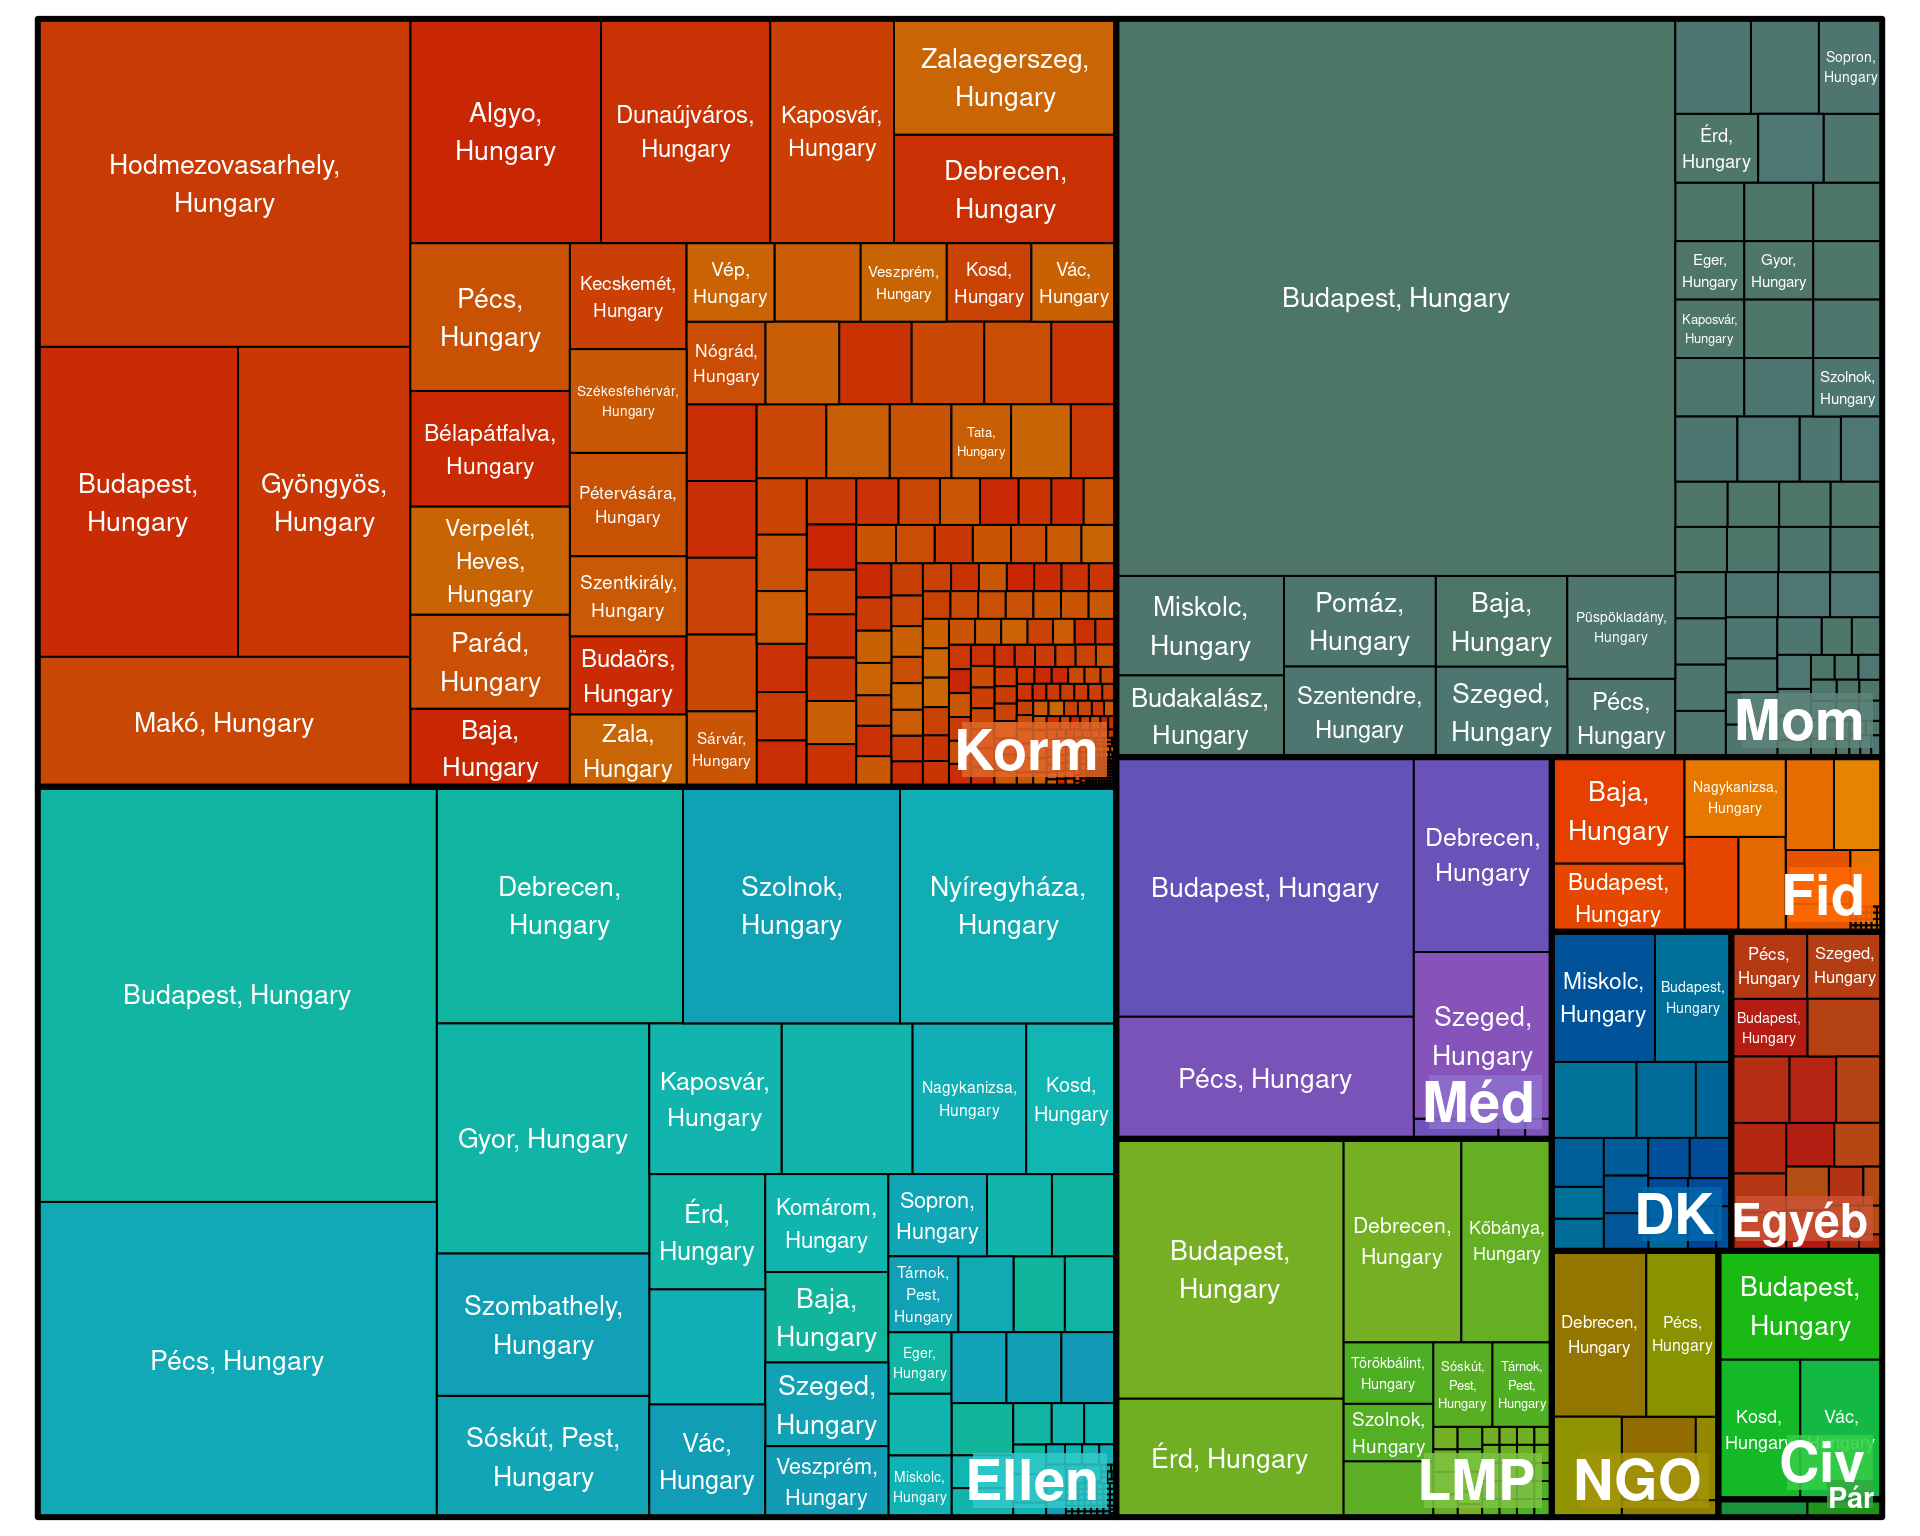 Hodmezovasarhely,
Hungary
Budapest,
Hungary
Gyöngyös,
Hungary
Makó, Hungary
Algyo,
Hungary
Dunaújváros,
Hungary
Kaposvár,
Hungary
Zalaegerszeg,
Hungary
Debrecen,
Hungary
Pécs,
Hungary
Bélapátfalva,
Hungary
Verpelét,
Heves,
Hungary
Parád,
Hungary
Baja,
Hungary
Kecskemét,
Hungary
Székesfehérvár,
Hungary
Pétervására,
Hungary
Szentkirály,
Hungary
Budaörs,
Hungary
Zala,
Hungary
Vép,
Hungary
Veszprém,
Hungary
Kosd,
Hungary
Vác,
Hungary
Nógrád,
Hungary
Tata,
Hungary
Sárvár,
Hungary
Korm
Budapest, Hungary
Miskolc,
Hungary
Budakalász,
Hungary
Pomáz,
Hungary
Szentendre,
Hungary
Baja,
Hungary
Szeged,
Hungary
Püspökladány,
Hungary
Pécs,
Hungary
Sopron,
Hungary
Érd,
Hungary
Eger,
Hungary
Gyor,
Hungary
Kaposvár,
Hungary
Szolnok,
Hungary
Mom
Budapest, Hungary
Pécs, Hungary
Debrecen,
Hungary
Szolnok,
Hungary
Nyíregyháza,
Hungary
Gyor, Hungary
Szombathely,
Hungary
Sóskút, Pest,
Hungary
Kaposvár,
Hungary
Nagykanizsa,
Hungary
Kosd,
Hungary
Érd,
Hungary
Vác,
Hungary
Komárom,
Hungary
Baja,
Hungary
Szeged,
Hungary
Veszprém,
Hungary
Sopron,
Hungary
Tárnok,
Pest,
Hungary
Eger,
Hungary
Miskolc,
Hungary
Ellen
Budapest, Hungary
Pécs, Hungary
Debrecen,
Hungary
Szeged,
Hungary
Méd
Budapest,
Hungary
Érd, Hungary
Debrecen,
Hungary
Kőbánya,
Hungary
Törökbálint,
Hungary
Szolnok,
Hungary
Sóskút,
Pest,
Hungary
Tárnok,
Pest,
Hungary
LMP
Baja,
Hungary
Budapest,
Hungary
Nagykanizsa,
Hungary
Fid
Miskolc,
Hungary
Budapest,
Hungary
DK
Pécs,
Hungary
Szeged,
Hungary
Budapest,
Hungary
Egyéb
Debrecen,
Hungary
Pécs,
Hungary
NGO
Budapest,
Hungary
Kosd,
Hungary
Vác,
Hungary
Civ
Pár